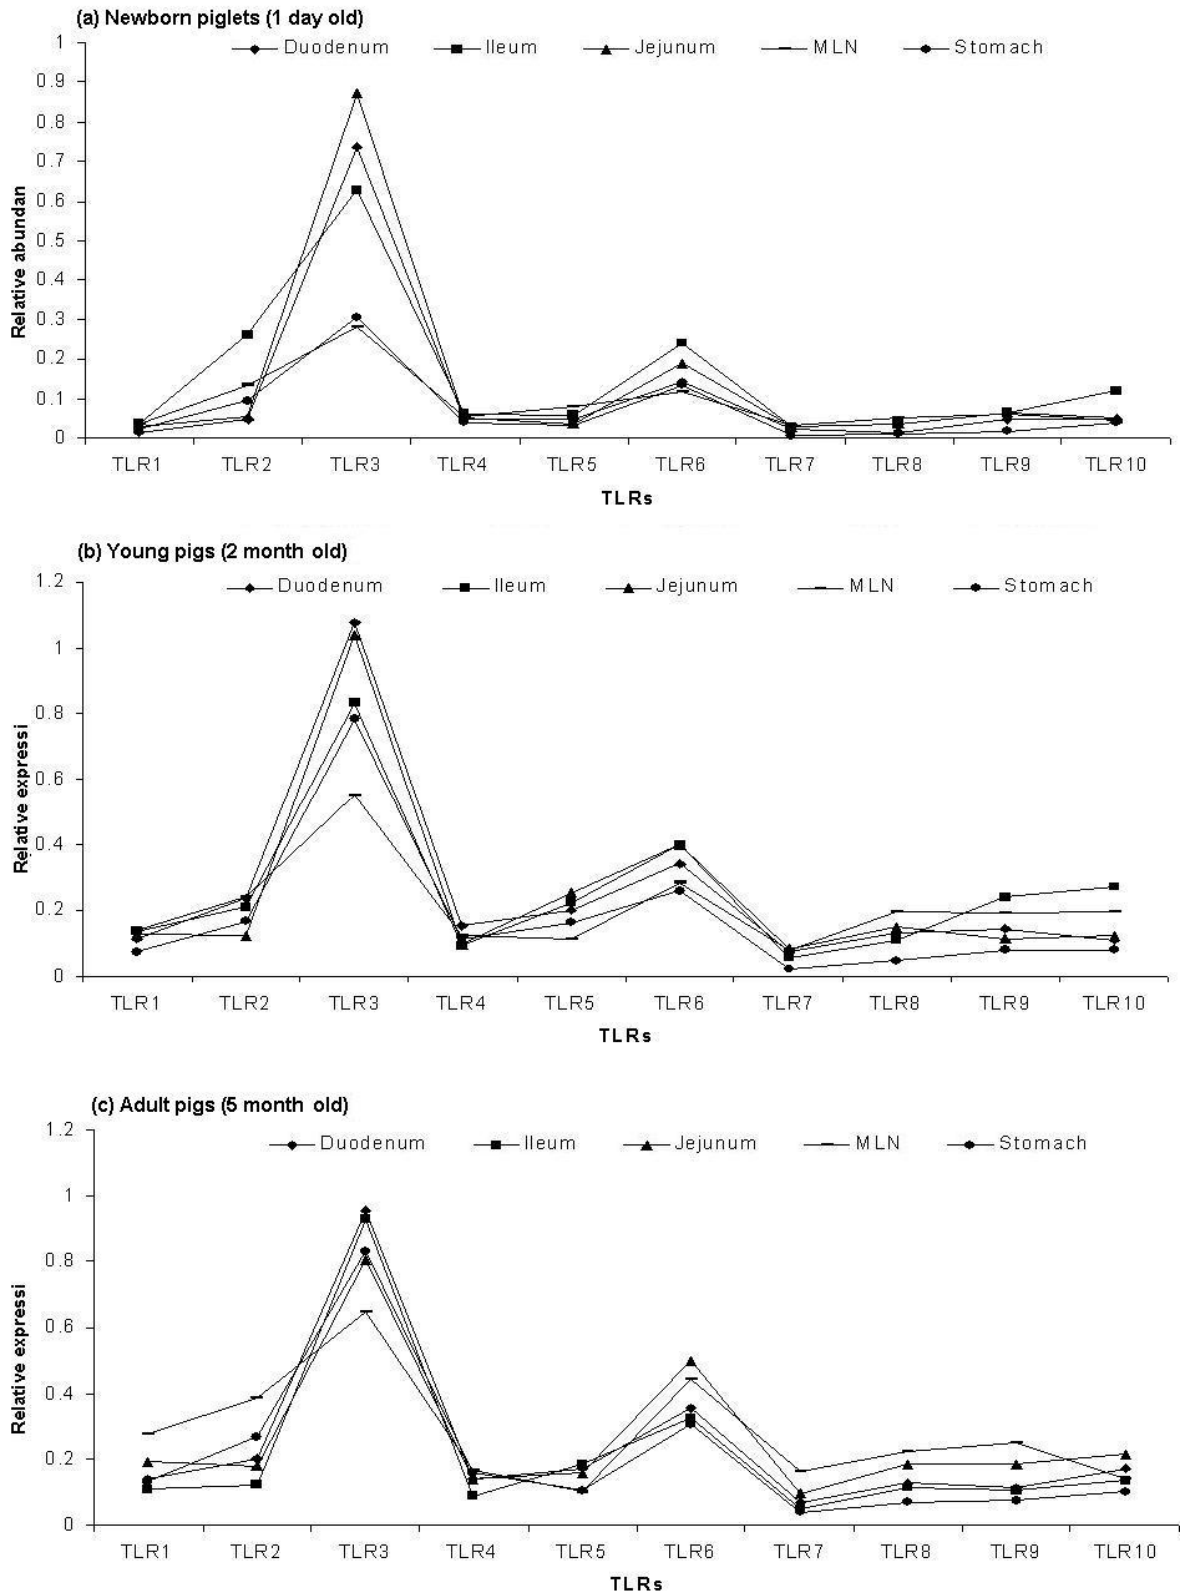 (a) Newborn piglets (1 day old)
Duodenum Ileum Jejunum MLN Stomach
1
0.9
0.8
0.7
0.6
0.5
0.4
0.3
0.2
0.1
0
Relative abundan
TLR1 TLR2 TLR3 TLR4 TLR5 TLR6 TLR7 TLR8 TLR9 TLR10
TLRs
(b) Young pigs (2 month old)
Duodenum Ileum Jejunum MLN Stomach
1.2
1
0.8
0.6
0.4
0.2
0
Relative expressi
TLR1 TLR2 TLR3 TLR4 TLR5 TLR6 TLR7 TLR8 TLR9 TLR10
TLRs
(c) Adult pigs (5 month old)
Duodenum Ileum Jejunum MLN Stomach
1.2
1
0.8
0.6
0.4
0.2
0
Relative expressi
TLR1 TLR2 TLR3 TLR4 TLR5 TLR6 TLR7 TLR8 TLR9 TLR10
TLRs